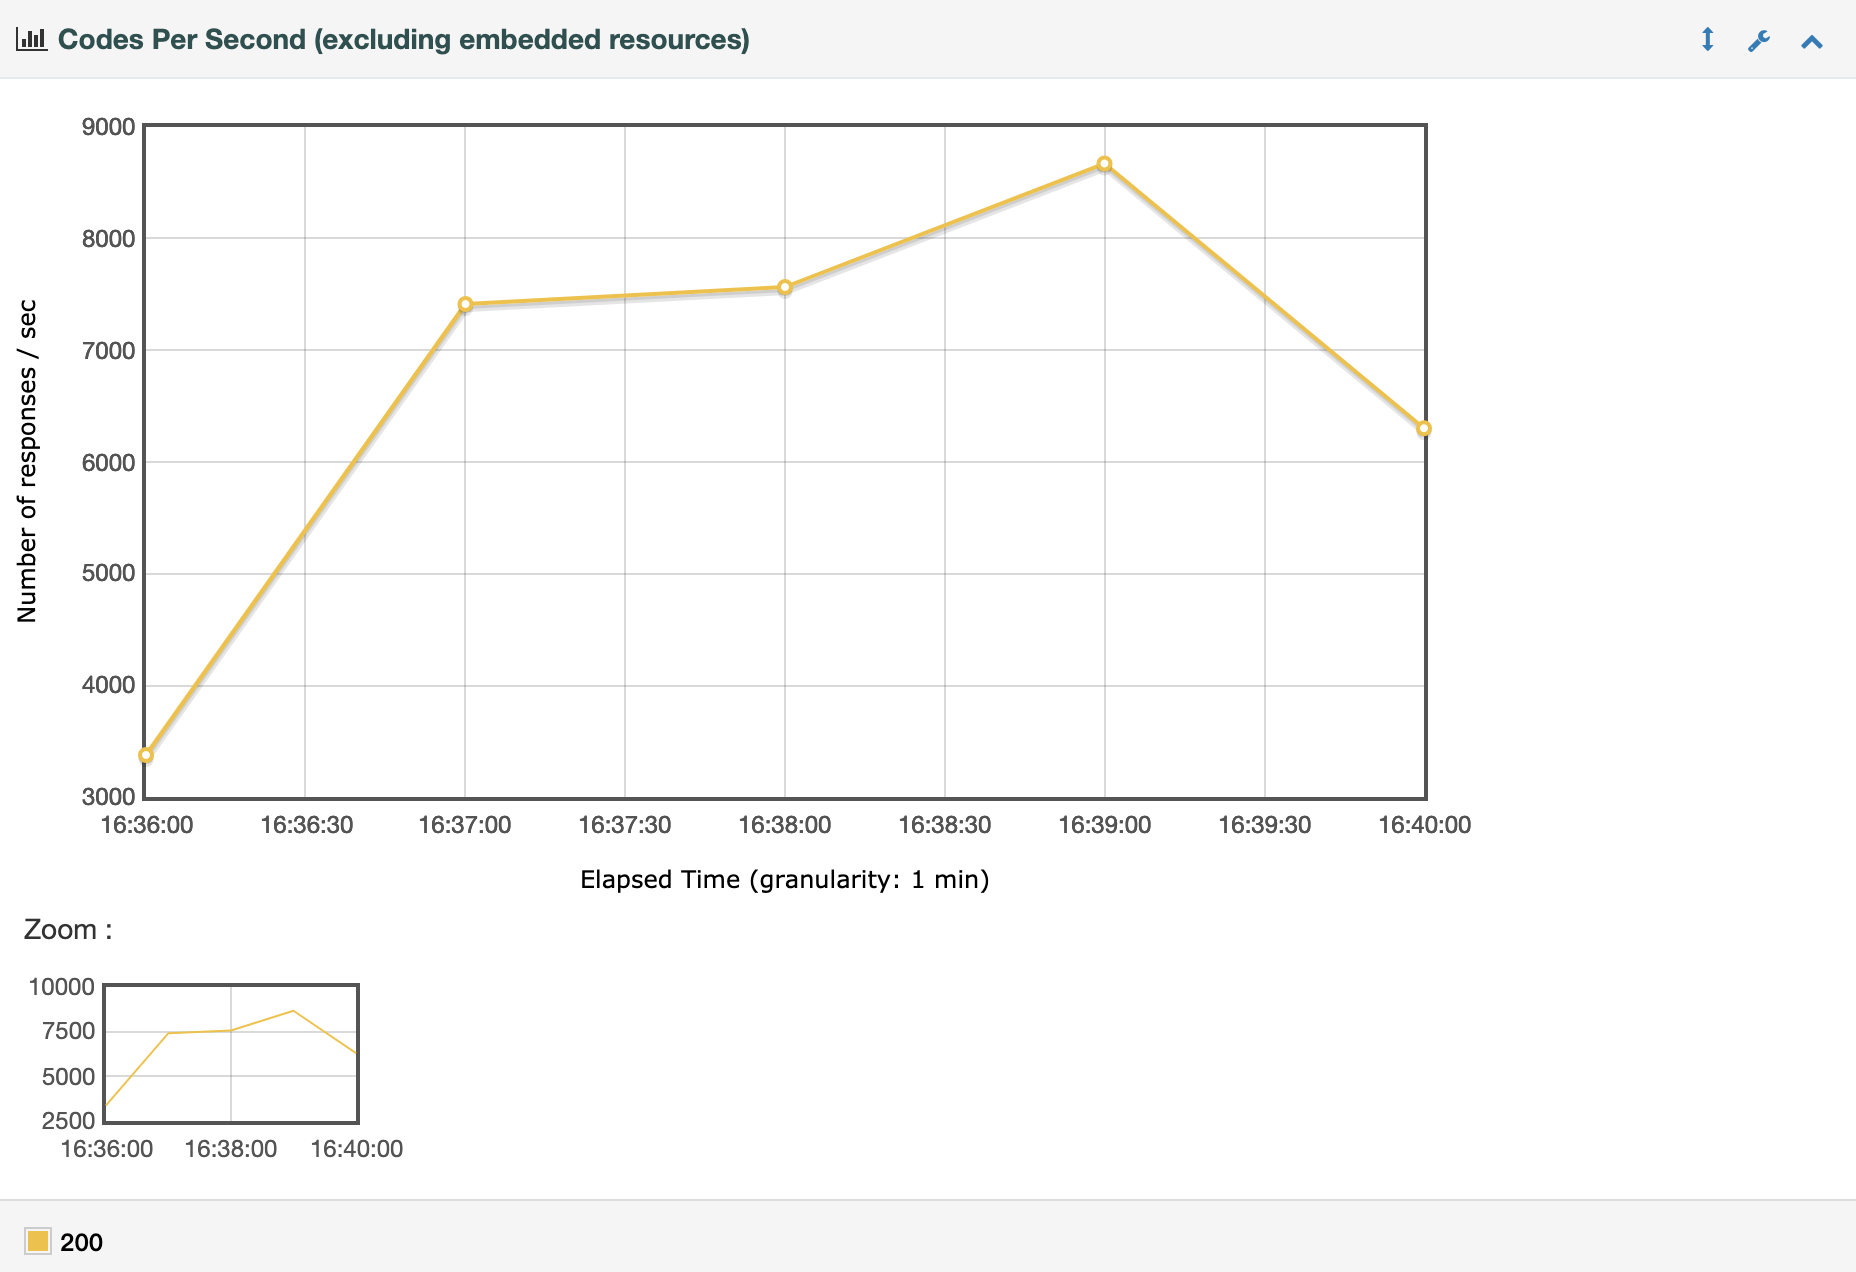 Codes Per Second (excluding embedded resources)
9000
8000
7000
6000
5000
4000
3000
Number of responses / sec
16:36:00 16:36:30 16:37:00 16:37:30 16:38:00 16:38:30 16:39:00 16:39:30 16:40:00
Elapsed Time (granularity: 1 min)
Zoom :
10000
7500
5000
2500
16:36:00 16:38:00 16:40:00
200